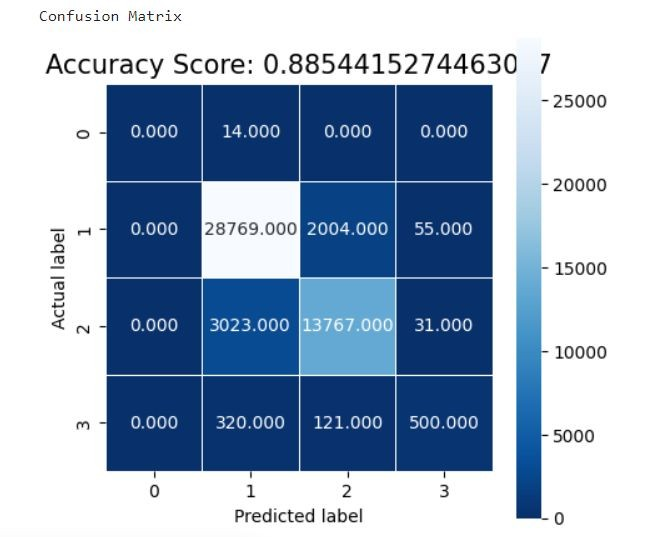 Confusion Matrix
Accuracy Score: 0.88544152744630 7
0 0.000 14.000 0.000 0.000
1 0.000 28769.000 2004.000 55.000
2 0.000 3023.000 13767.000 31.000
3 0.000 320.000 121.000 500.000
0 1 2 3
Actual label
Predicted label
25000
20000
15000
10000
5000
0